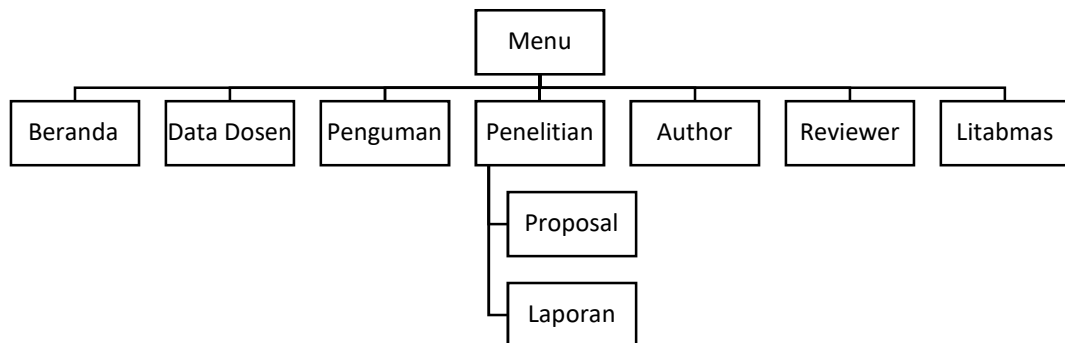 Menu
Beranda
Data Dosen
Penguman
Penelitian
Author
Reviewer
Litabmas
Proposal
Laporan